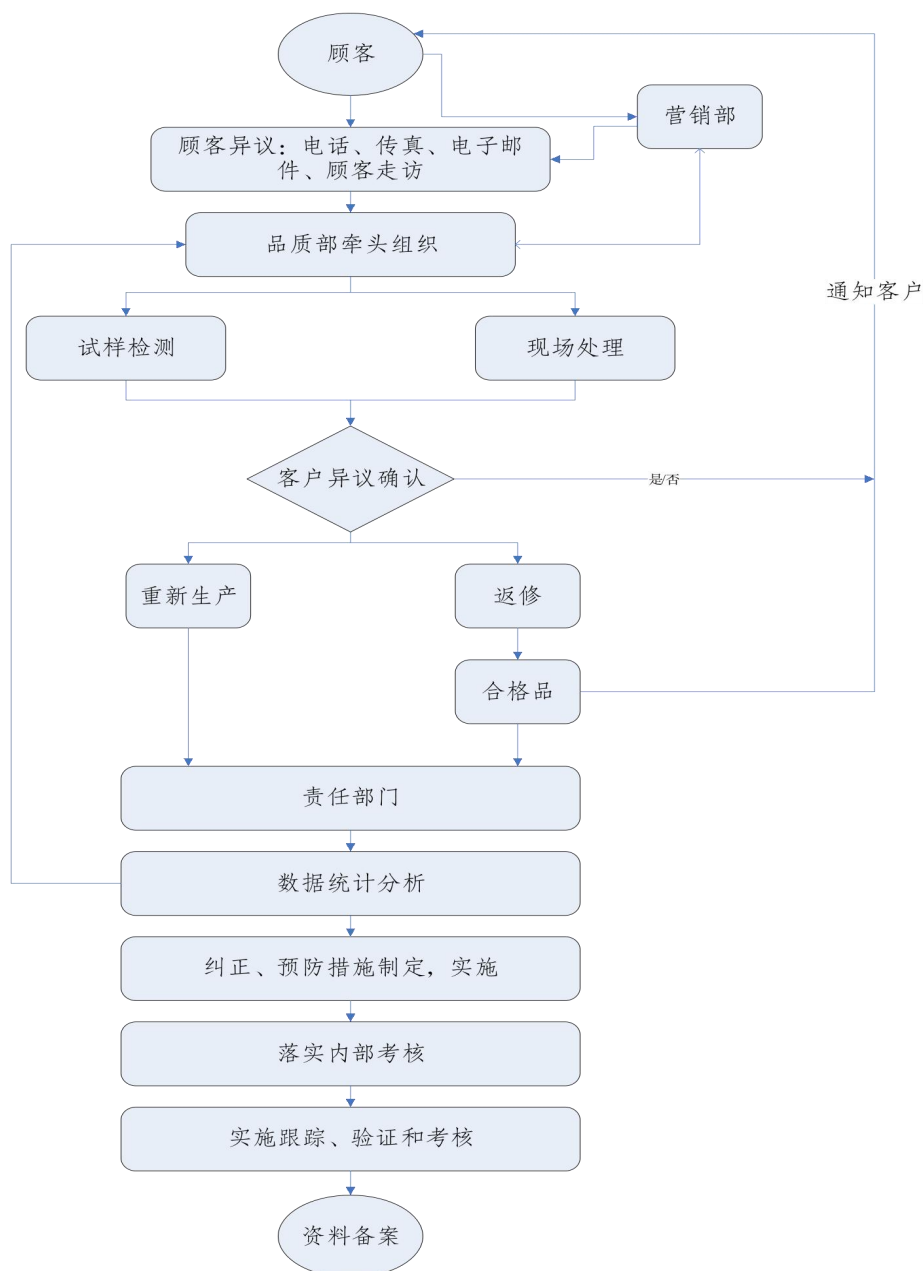 顾客
营销部
顾客异议：电话、传真、电子邮
件、顾客走访
品质部牵头组织
通知客户
试样检测
现场处理
客户异议确认
是/否
重新生产
返修
合格品
责任部门
数据统计分析
纠正、预防措施制定，实施
落实内部考核
实施跟踪、验证和考核
资料备案